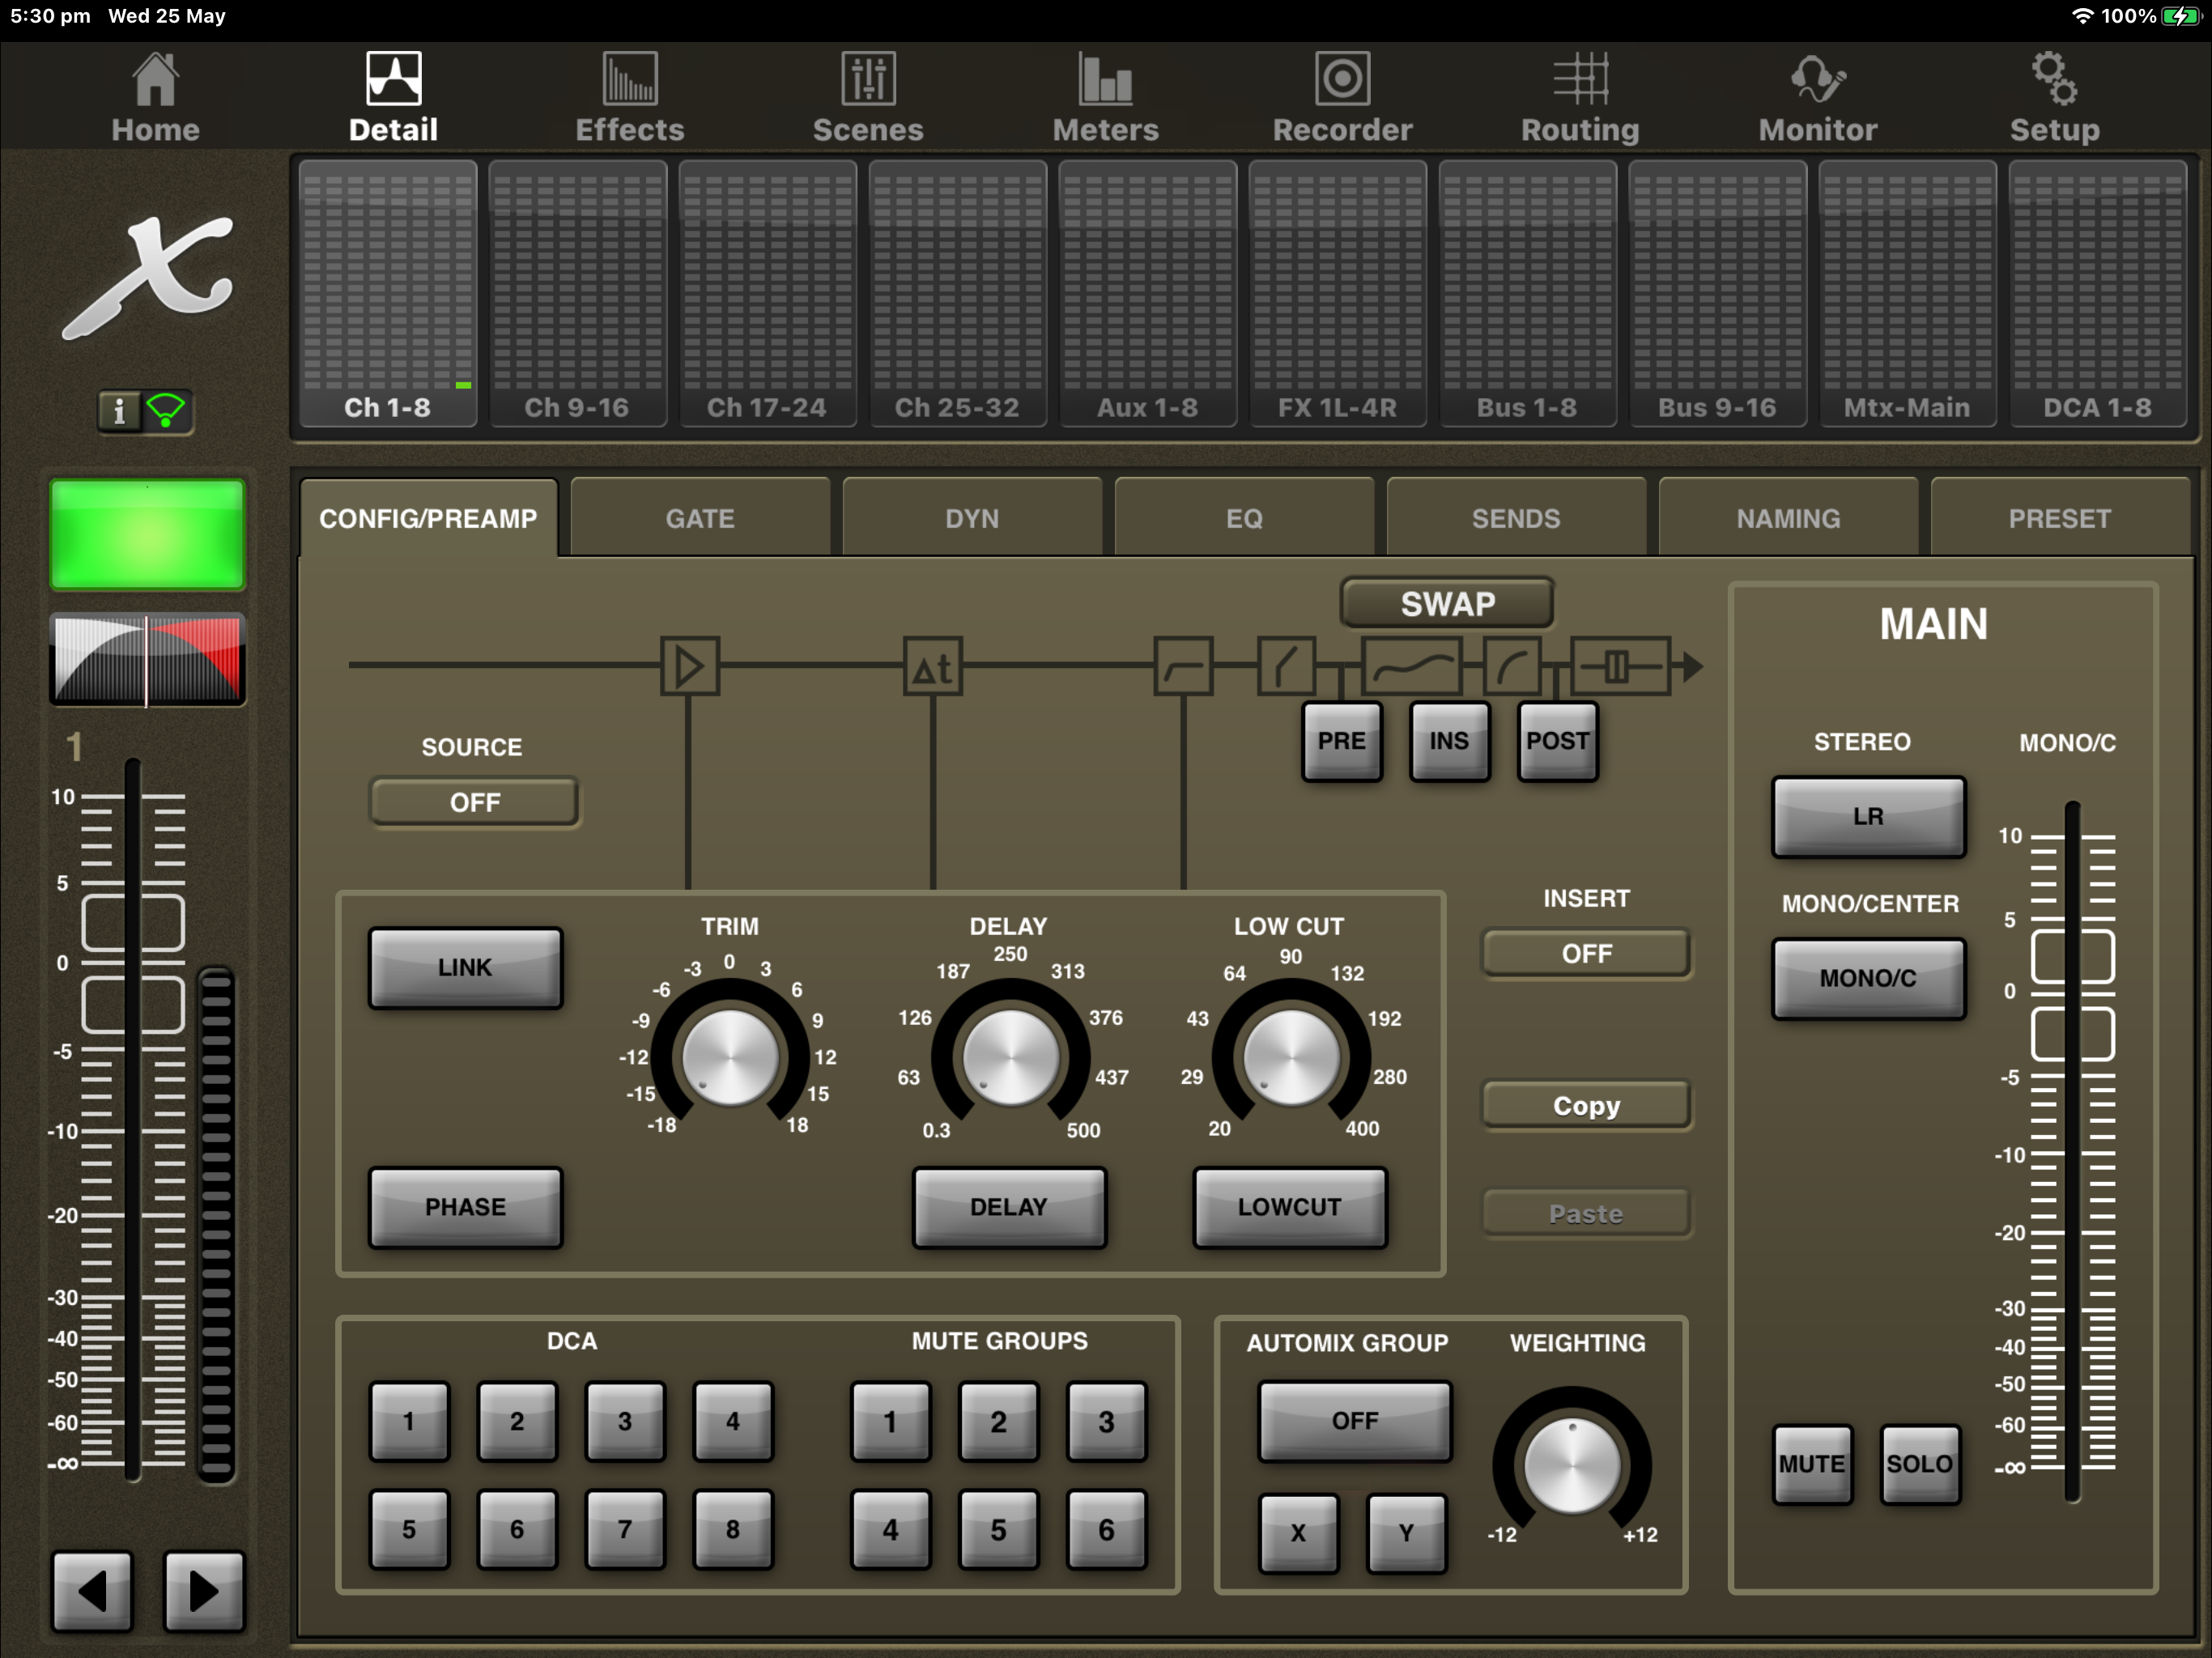 5:30 pm Wed 25 May 100%
Home Detail Effects Scenes Meters Recorder Routing Monitor Setup
Ch 1-8 Ch 9-16 Ch 17-24 Ch 25-32 Aux 1-8 FX 1L-4R Bus 1-8 Bus 9-16 Mtx-Main DCA 1-8
i
CONFIG/PREAMP GATE DYN EQ SENDS NAMING PRESET
SWAP
Δt
PRE INS POST
SOURCE
OFF
1
10
5
0
-5
-10
-20
-30
-40
-50
-60
-∞
LINK
PHASE
TRIM
-18 -15 -12 -9 -6 -3 0 3 6 9 12 15 18
DELAY
0.3 63 126 187 250 313 376 437 500
DELAY
LOW CUT
20 29 43 64 90 132 192 280 400
LOWCUT
INSERT
OFF
Copy
Paste
DCA
1 2 3 4
5 6 7 8
MUTE GROUPS
1 2 3
4 5 6
AUTOMIX GROUP
OFF
X Y
WEIGHTING
-12 +12
MAIN
STEREO
LR
MONO/CENTER
MONO/C
MUTE SOLO
MONO/C
10
5
0
-5
-10
-20
-30
-40
-50
-60
-∞